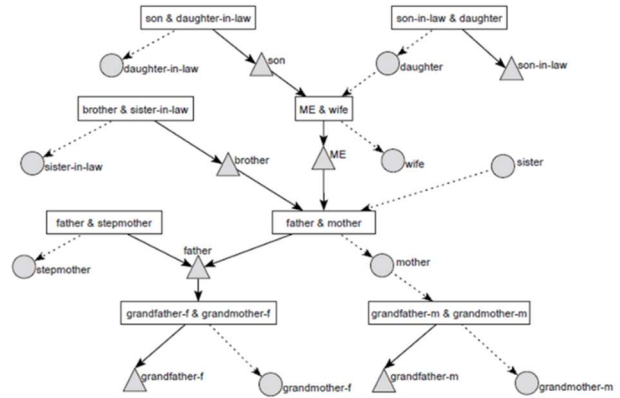 son & daughter-in-law
son-in-law & daughter
son
daughter-in-law
daughter
son-in-law
brother & sister-in-law
ME & wife
sister-in-law
brother
ME
wife
sister
father & stepmother
father & mother
father
stepmother
mother
grandfather-f & grandmother-f
grandfather-m & grandmother-m
grandfather-f
grandmother-f
grandfather-m
grandmother-m